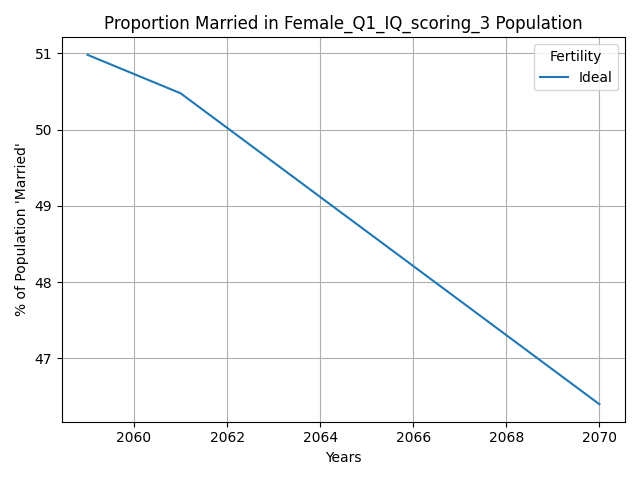 Proportion Married in Female_Q1_IQ_scoring_3 Population
Fertility
Ideal
% of Population 'Married'
51
50
49
48
47
2060 2062 2064 2066 2068 2070
Years